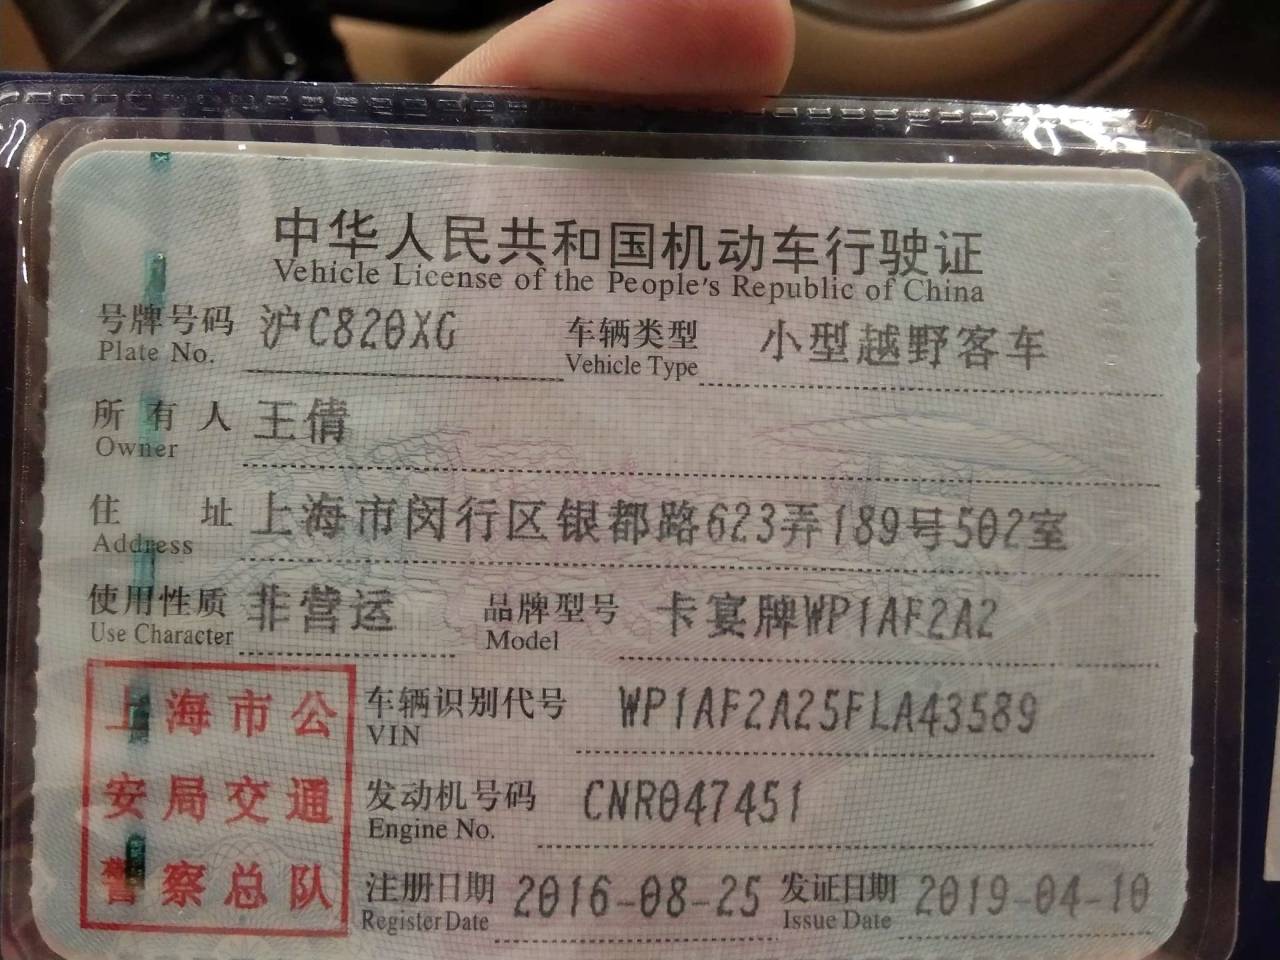 中华人民共和国机动车行驶证
Vehicle License of the People's Republic of China
号牌号码 沪C820XG 车辆类型 小型越野客车
Plate No. Vehicle Type
所有人 王倩
Owner
住址 上海市闵行区银都路623弄189号502室
Address
使用性质 非营运 品牌型号 卡宴牌WP1AF2A2
Use Character Model
上海市公
安局交通
警察总队
车辆识别代号 WP1AF2A25FLA43589
VIN
发动机号码 CNR047451
Engine No.
注册日期 2016-08-25 发证日期 2019-04-10
Register Date Issue Date